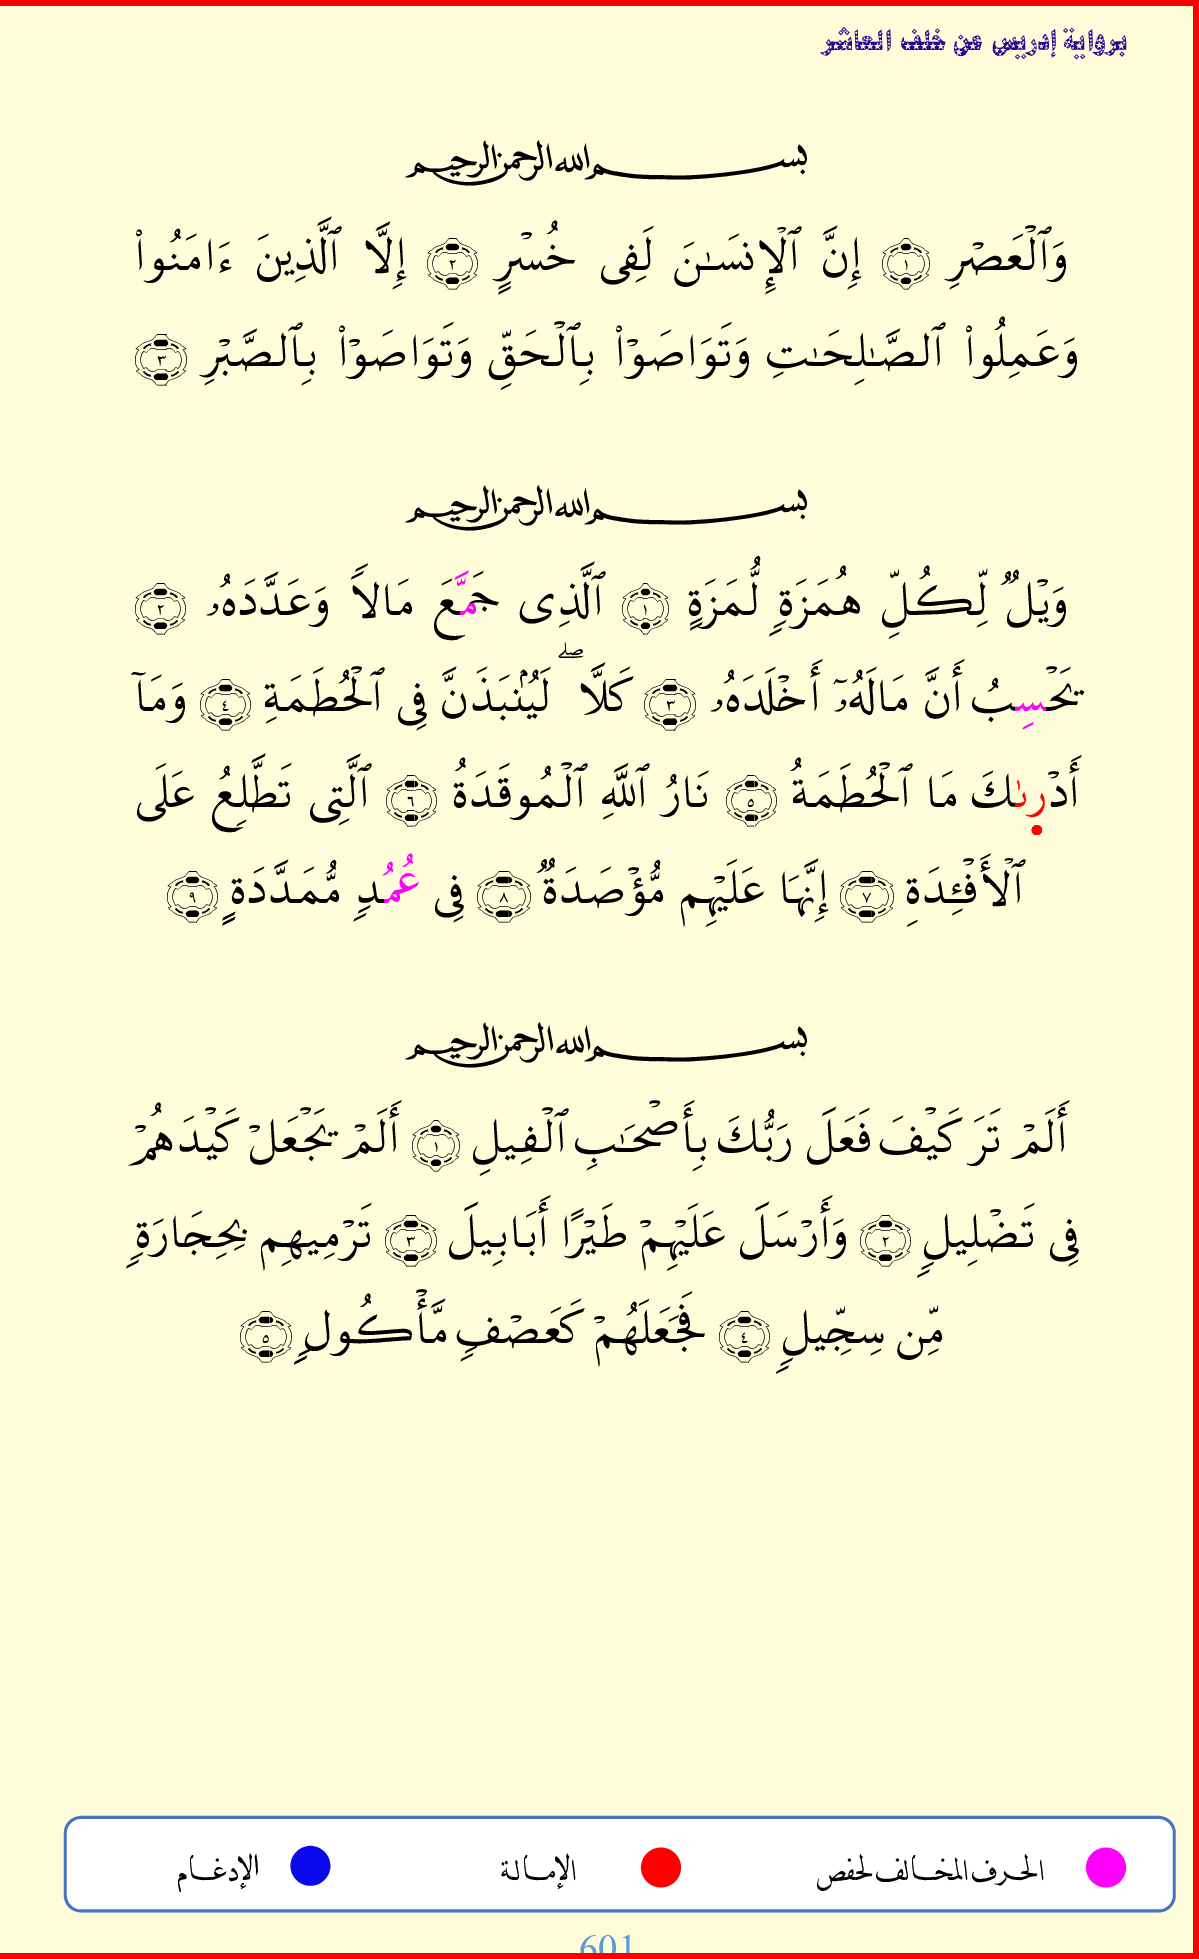 برواية إدريس عن خلف العاشر
بسم الله الرحمن الرحيم
وَٱلۡعَصۡرِ ١ إِنَّ ٱلۡإِنسَـٰنَ لَفِى خُسۡرٍ ٢ إِلَّا ٱلَّذِينَ ءَامَنُواْ
وَعَمِلُواْ ٱلصَّـٰلِحَـٰتِ وَتَوَاصَوۡاْ بِٱلۡحَقِّ وَتَوَاصَوۡاْ بِٱلصَّبۡرِ ٣
بسم الله الرحمن الرحيم
وَيۡلٌ لِّكُلِّ هُمَزَةٍ لُّمَزَةٍ ١ ٱلَّذِى جَمَّعَ مَالاً وَعَدَّدَهُۥ ٢
يَحۡسِبُ أَنَّ مَالَهُۥٓ أَخۡلَدَهُۥ ٣ كَلَّاۖ لَيُنۢبَذَنَّ فِى ٱلۡحُطَمَةِ ٤ وَمَآ
أَدۡرٜىٰكَ مَا ٱلۡحُطَمَةُ ٥ نَارُ ٱللَّهِ ٱلۡمُوقَدَةُ ٦ ٱلَّتِى تَطَّلِعُ عَلَى
ٱلۡأَفۡـِٔدَةِ ٧ إِنَّهَا عَلَيۡهِم مُّؤۡصَدَةٌ ٨ فِى عُمُدٍ مُّمَدَّدَةٍ ٩
بسم الله الرحمن الرحيم
أَلَمۡ تَرَ كَيۡفَ فَعَلَ رَبُّكَ بِأَصۡحَـٰبِ ٱلۡفِيلِ ١ أَلَمۡ يَجۡعَلۡ كَيۡدَهُمۡ
فِى تَضۡلِيلٍ ٢ وَأَرۡسَلَ عَلَيۡهِمۡ طَيۡرًا أَبَابِيلَ ٣ تَرۡمِيهِم بِحِجَارَةٍ
مِّن سِجِّيلٍ ٤ فَجَعَلَهُمۡ كَعَصۡفٍ مَّأۡكُولٍ ٥
الحرف المخالف لحفص الإمالة الإدغام
601